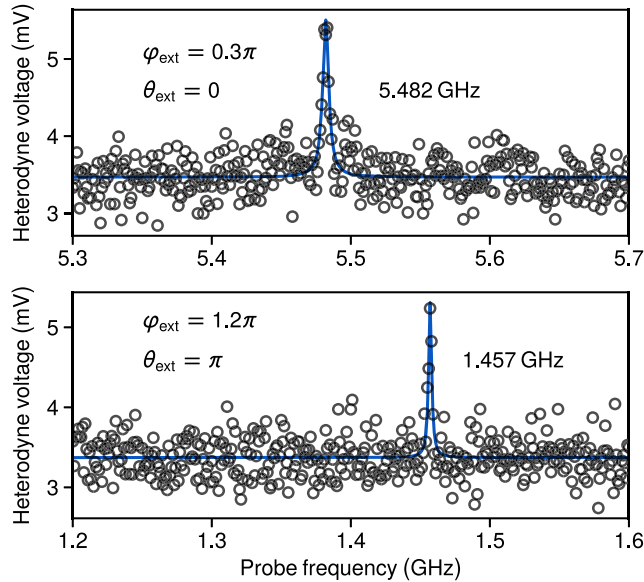 Heterodyne voltage (mV)
5
4
3
φext = 0.3π
θext = 0
5.482 GHz
5.3 5.4 5.5 5.6 5.7
Heterodyne voltage (mV)
5
4
3
φext = 1.2π
θext = π
1.457 GHz
1.2 1.3 1.4 1.5 1.6
Probe frequency (GHz)